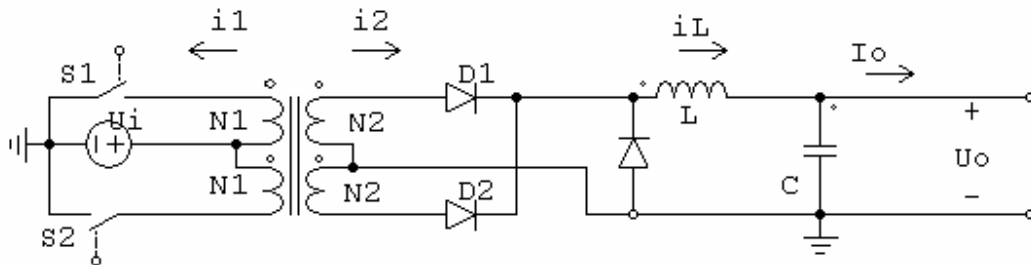 i1
i2
iL
Io
S1
D1
Ui
N1
N2
L
+
N1
N2
D2
C
Uo
-
S2